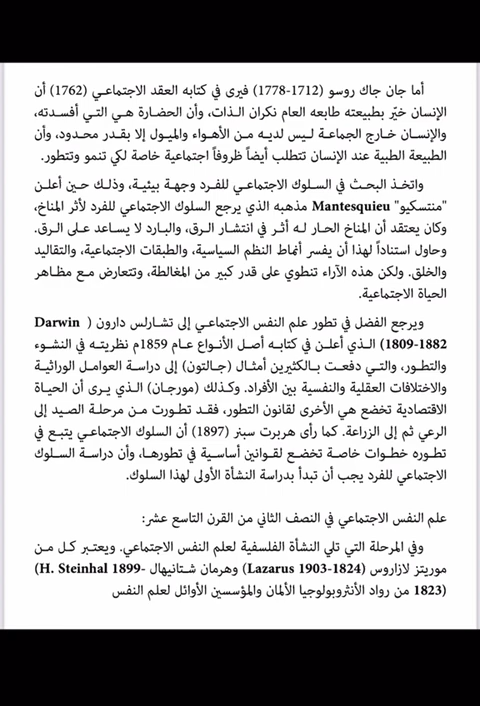 أما جان جاك روسو (1712-1778) فيرى في كتابه العقد الاجتماعي (1762) أن
الإنسان خيّر بطبيعته طابعه العام نكران الذات، وأن الحضارة هي التي أفسدته،
والإنسان خارج الجماعة ليس لديه من الأهواء والميول إلا بقدر محدود، وأن
الطبيعة الطبية عند الإنسان تتطلب أيضاً ظروفاً اجتماعية خاصة لكي تنمو وتتطور.
واتخذ البحث في السلوك الاجتماعي للفرد وجهة بيئية، وذلك حين أعلن
"منتسكيو" Mantesquieu مذهبه الذي يرجع السلوك الاجتماعي للفرد لأثر المناخ،
وكان يعتقد أن المناخ الحار له أثر في انتشار الرق، والبارد لا يساعد على الرق.
وحاول استناداً لهذا أن يفسر أنماط النظم السياسية، والطبقات الاجتماعية، والتقاليد
والخلق. ولكن هذه الآراء تنطوي على قدر كبير من المغالطة، وتتعارض مع مظاهر
الحياة الاجتماعية.
ويرجع الفضل في تطور علم النفس الاجتماعي إلى تشارلس دارون ( Darwin
1809-1882) الذي أعلن في كتابه أصل الأنواع عام 1859م نظريته في النشوء
والتطور، والتي دفعت بالكثيرين أمثال (جالتون) إلى دراسة العوامل الوراثية
والاختلافات العقلية والنفسية بين الأفراد. وكذلك (مورجان) الذي يرى أن الحياة
الاقتصادية تخضع هي الأخرى لقانون التطور، فقد تطورت من مرحلة الصيد إلى
الرعي ثم إلى الزراعة. كما رأى هربرت سبنر (1897) أن السلوك الاجتماعي يتبع في
تطوره خطوات خاصة تخضع لقوانين أساسية في تطورها، وأن دراسة السلوك
الاجتماعي للفرد يجب أن تبدأ بدراسة النشأة الأولى لهذا السلوك.
علم النفس الاجتماعي في النصف الثاني من القرن التاسع عشر:
وفي المرحلة التي تلي النشأة الفلسفية لعلم النفس الاجتماعي. ويعتبر كل من
موريتز لازاروس (Lazarus 1903-1824) وهرمان شتانيهال (H. Steinhal 1899-
1823) من رواد الأنثروبولوجيا الألمان والمؤسسين الأوائل لعلم النفس